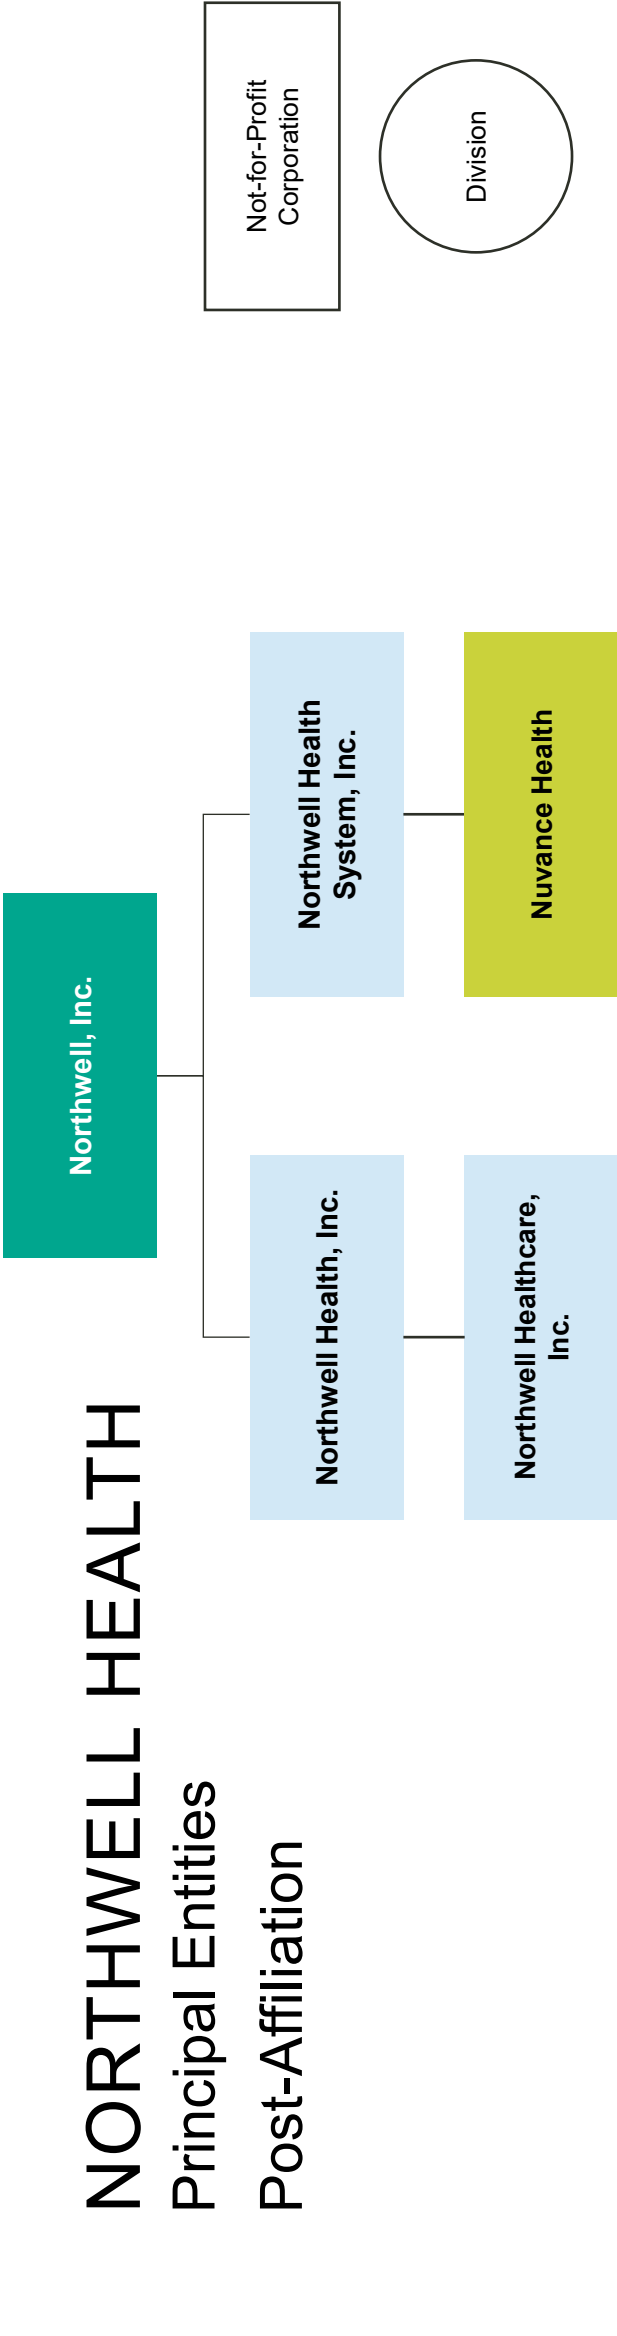 NORTHWELL HEALTH
Principal Entities
Post-Affiliation
Northwell, Inc.
Northwell Health, Inc.
Northwell Health
System, Inc.
Northwell Healthcare,
Inc.
Nuvance Health
Not-for-Profit
Corporation
Division